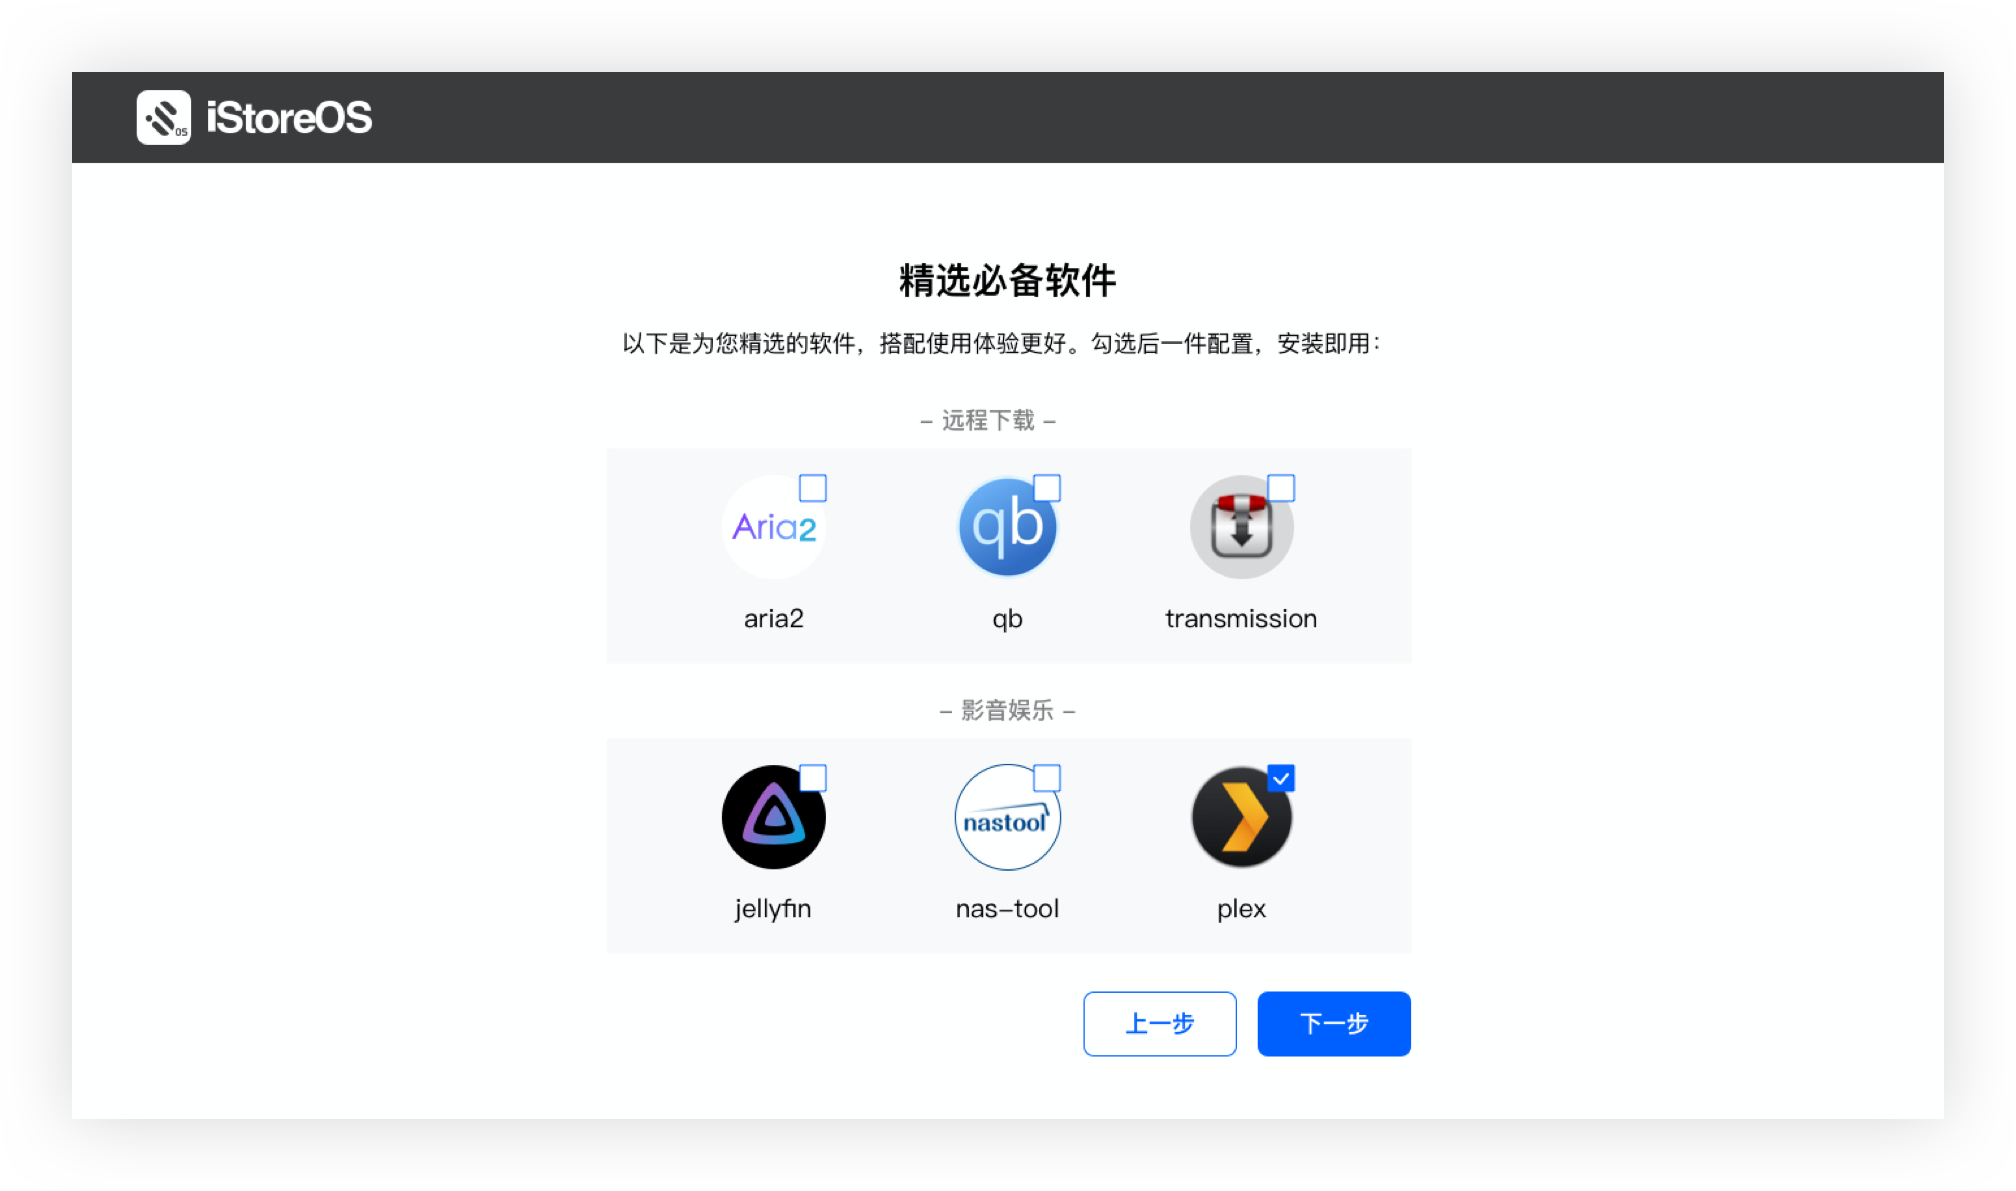 OS iStoreOS
精选必备软件
以下是为您精选的软件，搭配使用体验更好。勾选后一件配置，安装即用：
– 远程下载 –
Aria2 qb
aria2 qb transmission
– 影音娱乐 –
nastool
jellyfin nas–tool plex
上一步 下一步